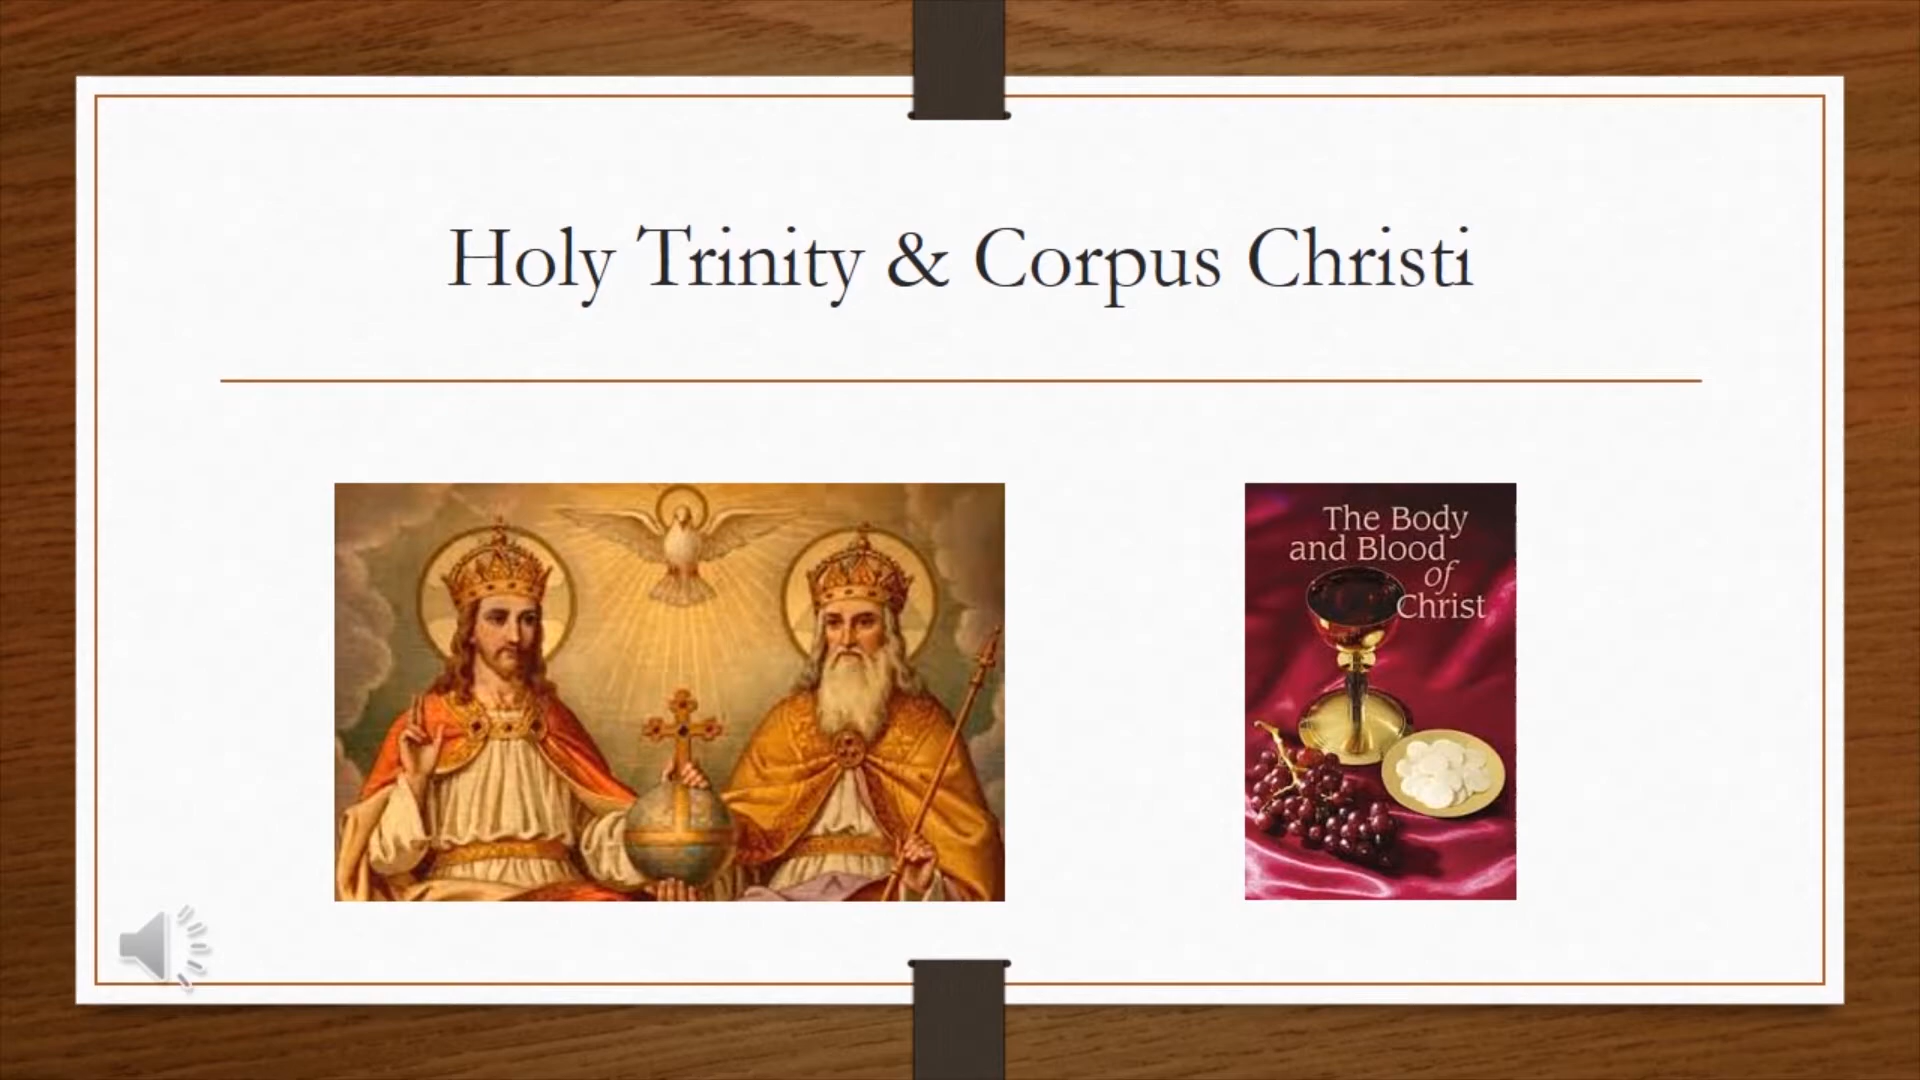 Holy Trinity & Corpus Christi
The Body
and Blood
of
Christ